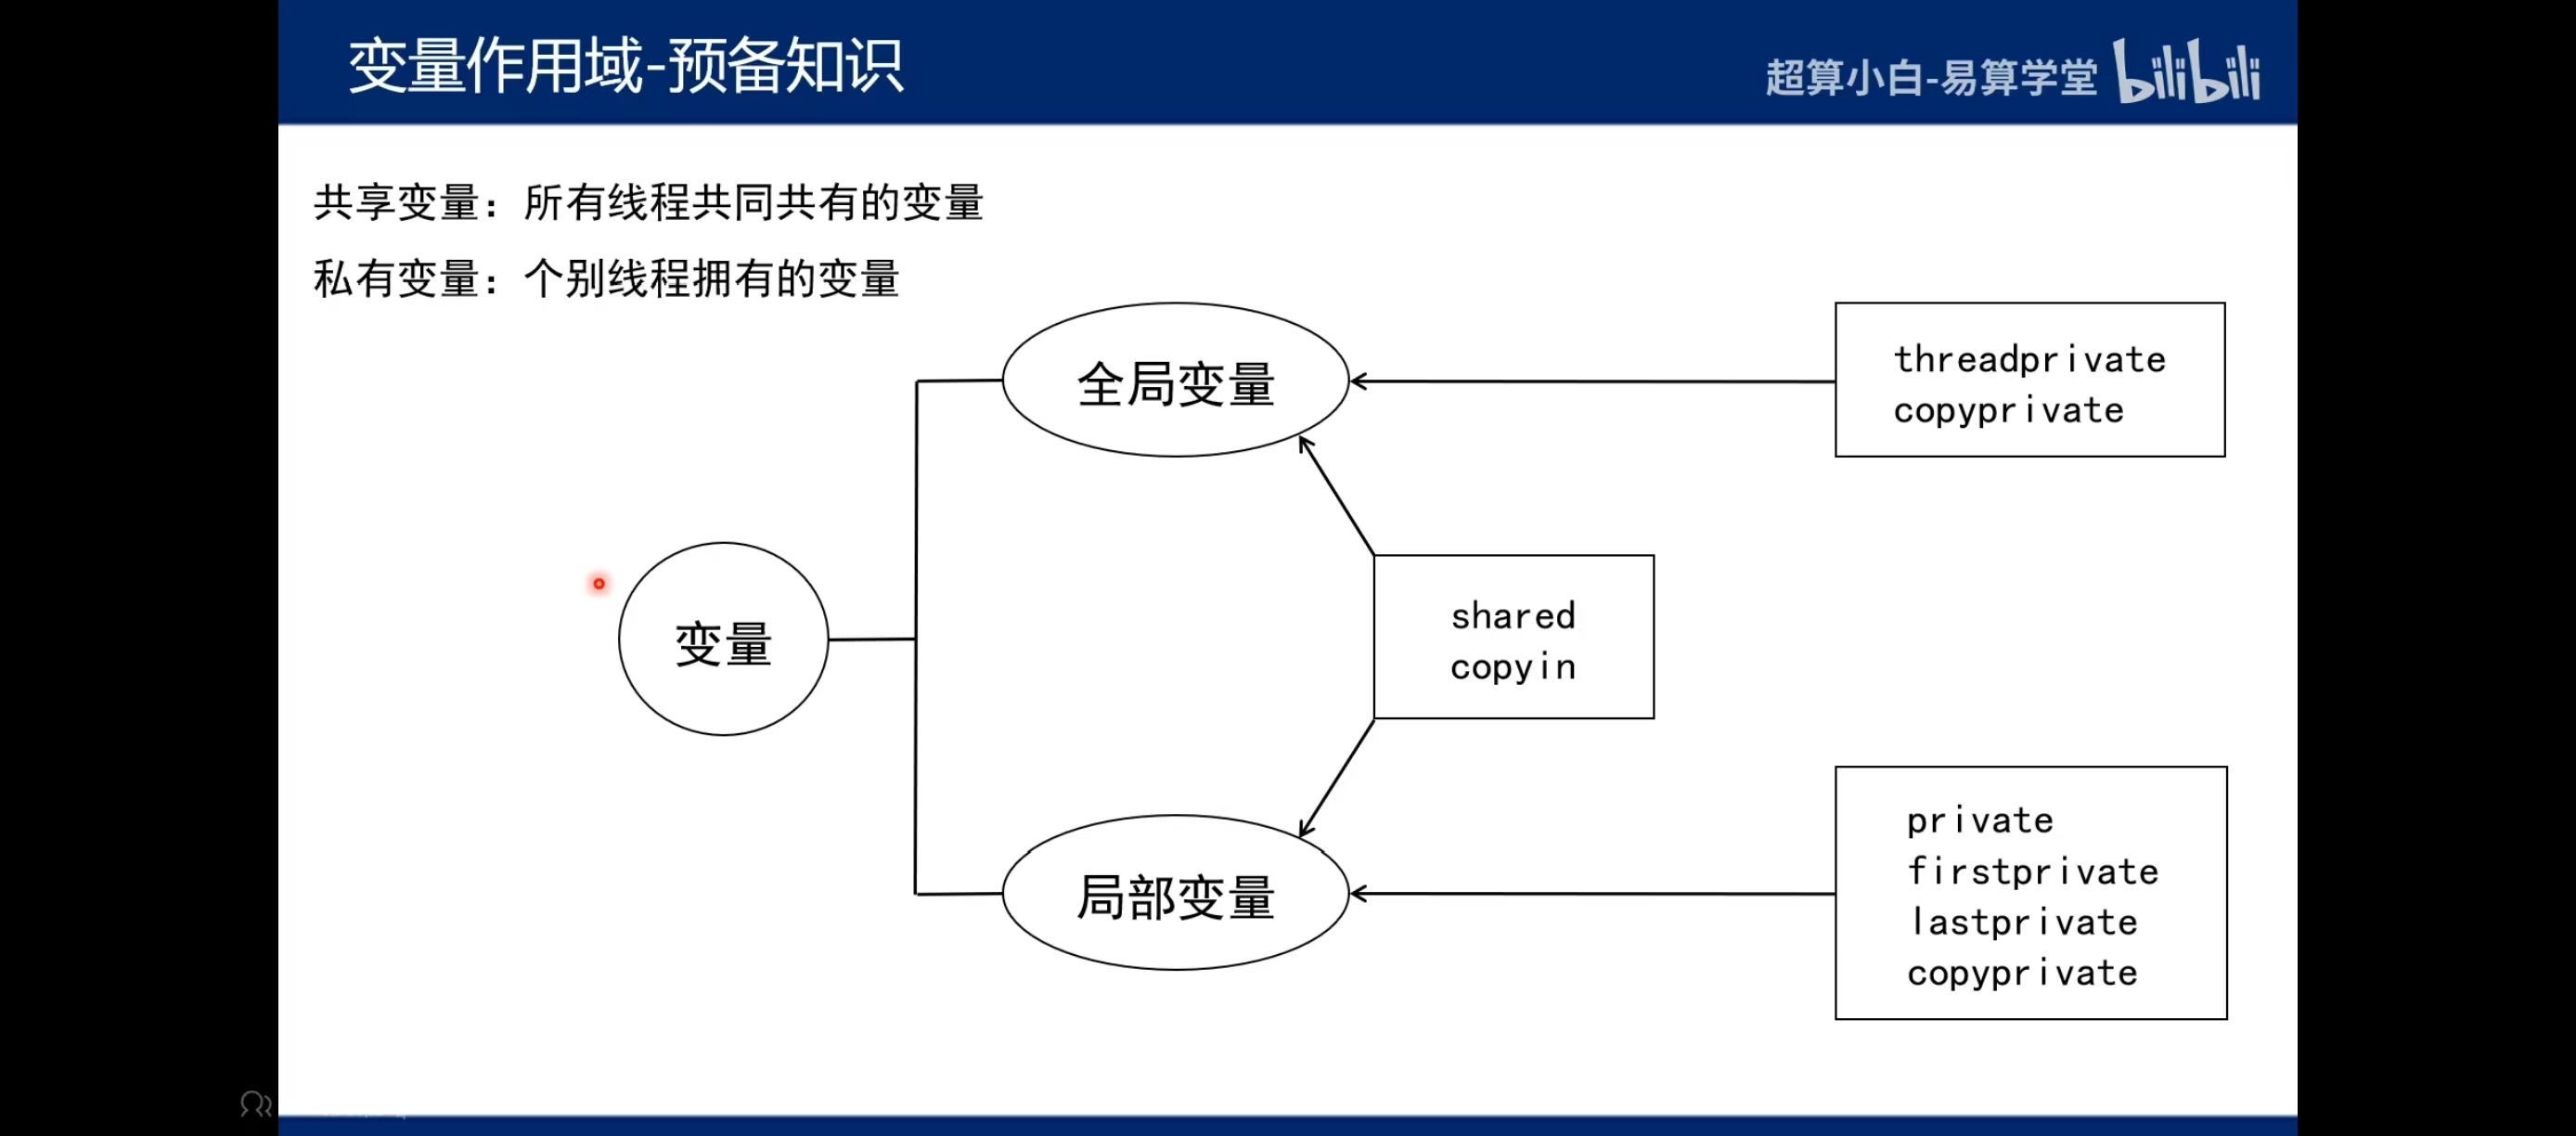 变量作用域-预备知识
超算小白-易算学堂 bilibili
共享变量：所有线程共同共有的变量
私有变量：个别线程拥有的变量
全局变量
threadprivate
copyprivate
变量
shared
copyin
局部变量
private
firstprivate
lastprivate
copyprivate